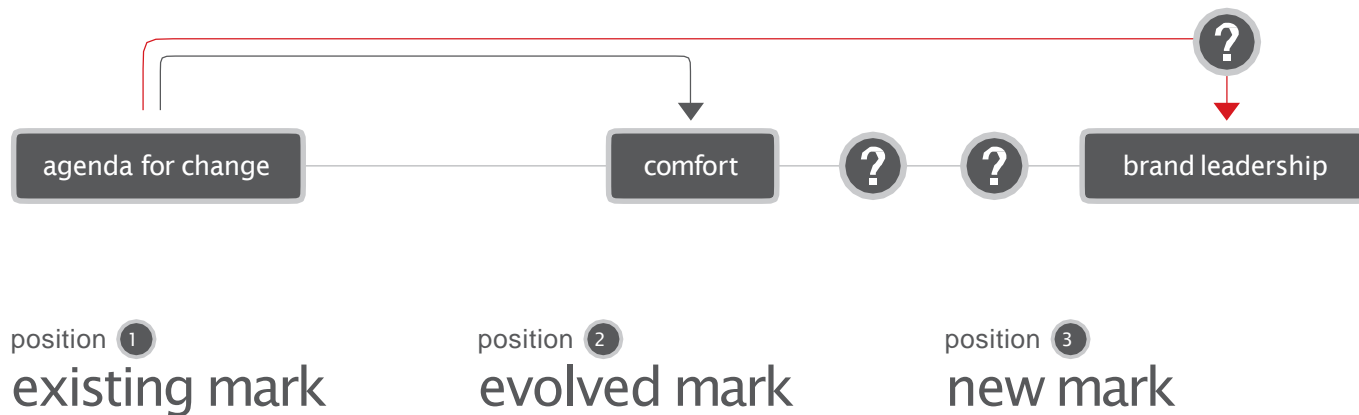 ?
agenda for change
comfort
?
?
brand leadership
position 1
existing mark
position 2
evolved mark
position 3
new mark